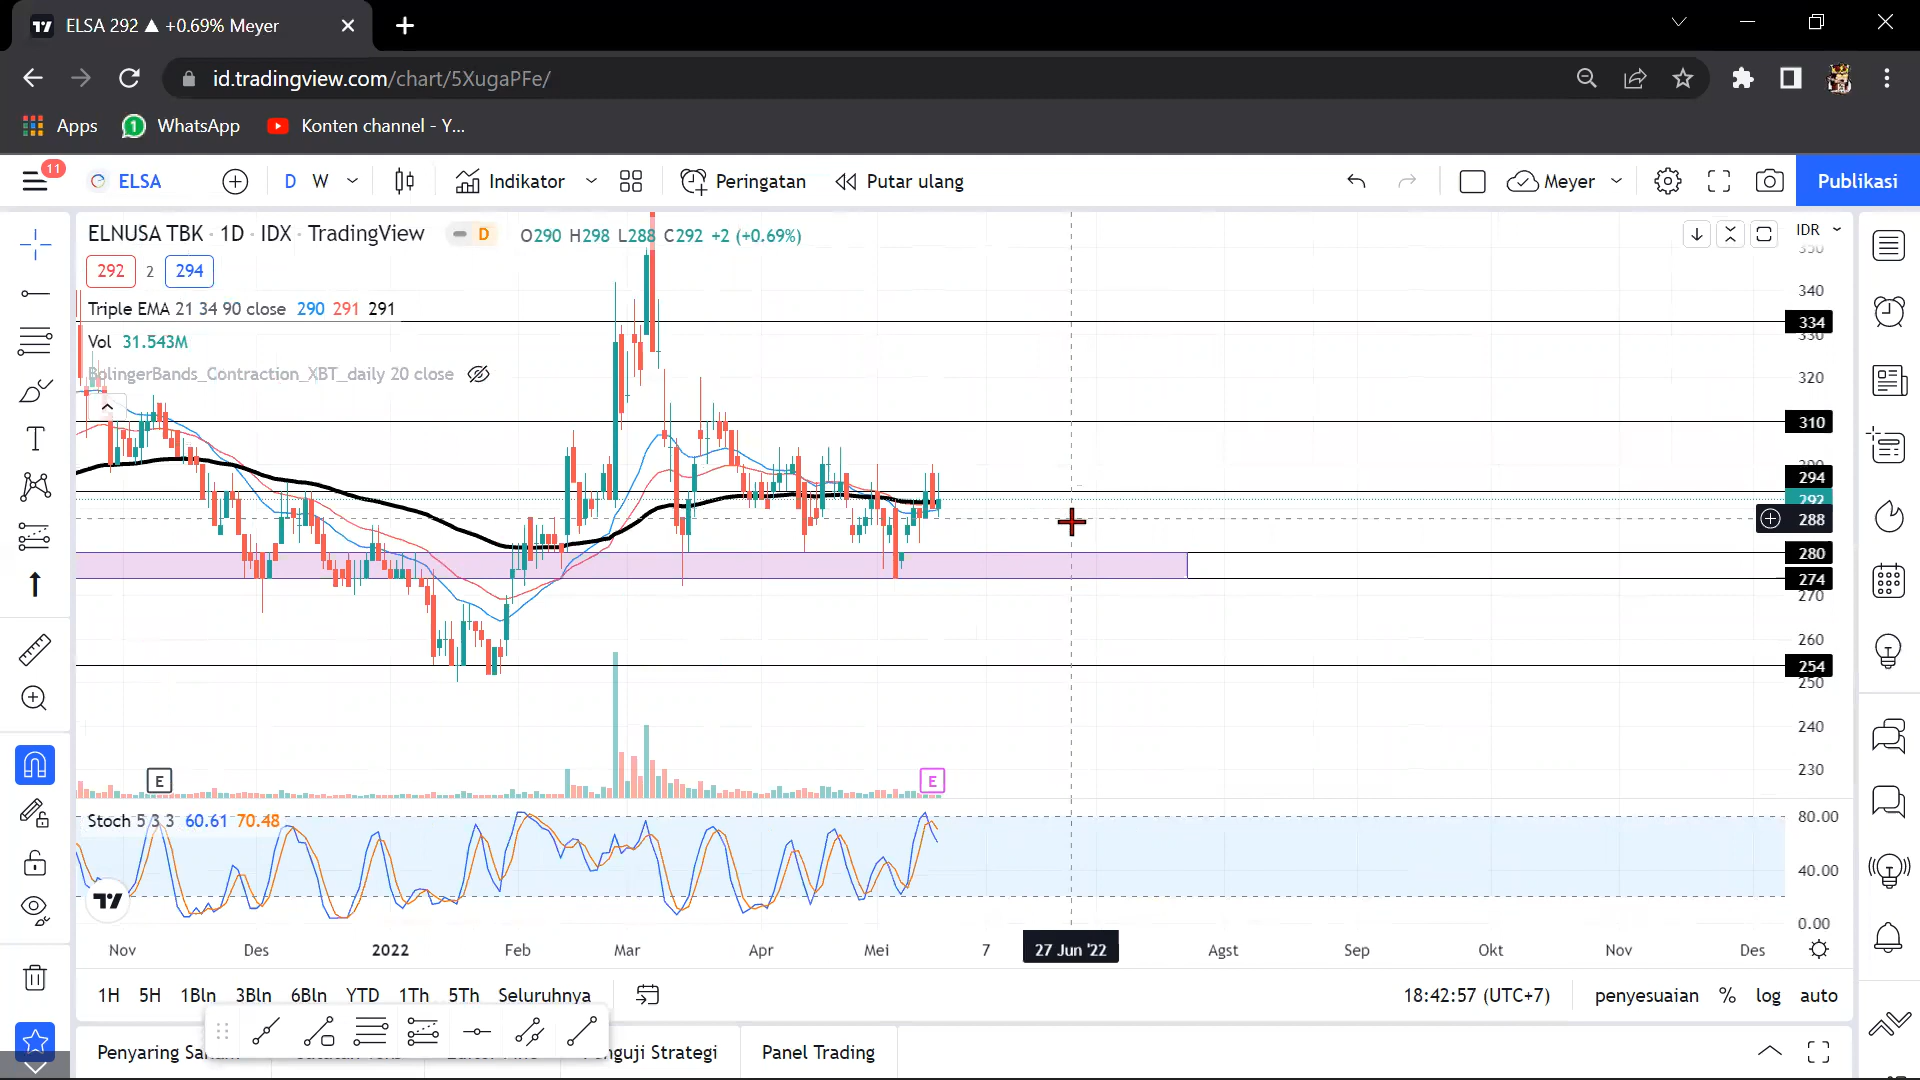 ELSA 292 ▲ +0.69% Meyer
id.tradingview.com/chart/5XugaPFe/
Apps
WhatsApp
Konten channel - Y...
11
ELSA
D
W
Indikator
Peringatan
Putar ulang
Meyer
Publikasi
ELNUSA TBK · 1D · IDX · TradingView
D
O290 H298 L288 C292 +2 (+0.69%)
IDR
292
2
294
Triple EMA 21 34 90 close 290 291 291
Vol 31.543M
BolingerBands_Contraction_XBT_daily 20 close
350
340
334
330
320
310
300
294
292
288
280
274
270
260
254
250
240
230
E
E
Stoch 5 3 3 60.61 70.48
80.00
40.00
0.00
Nov
Des
2022
Feb
Mar
Apr
Mei
7
27 Jun '22
Agst
Sep
Okt
Nov
Des
1H
5H
1Bln
3Bln
6Bln
YTD
1Th
5Th
Seluruhnya
18:42:57 (UTC+7)
penyesuaian
%
log
auto
Penyaring
Strategi
Panel Trading